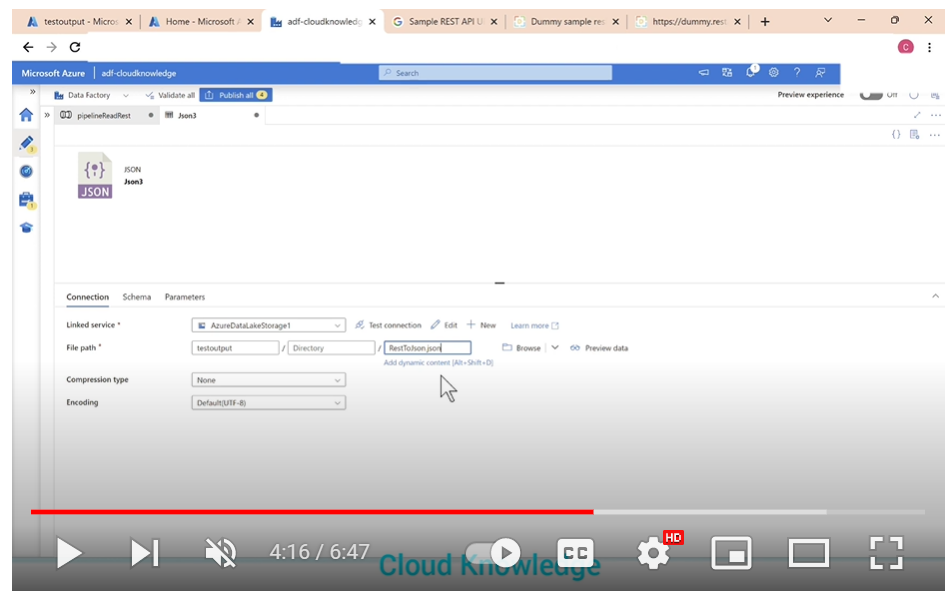 testoutput - Micros
Home - Microsoft A
adf-cloudknowledg
Sample REST API U
Dummy sample res
https://dummy.rest
C
Microsoft Azure
adf-cloudknowledge
Search
1
Data Factory
Validate all
Publish all 4
Preview experience
Off
pipelineReadRest
Json3
JSON
JSON
Json3
Connection
Schema
Parameters
Linked service *
AzureDataLakeStorage1
Test connection
Edit
New
Learn more
File path *
testoutput / Directory / RestToJson.json
Browse
Preview data
Add dynamic content [Alt+Shift+D]
Compression type
None
Encoding
Default(UTF-8)
4:16 / 6:47
CC
HD
Cloud Knowledge